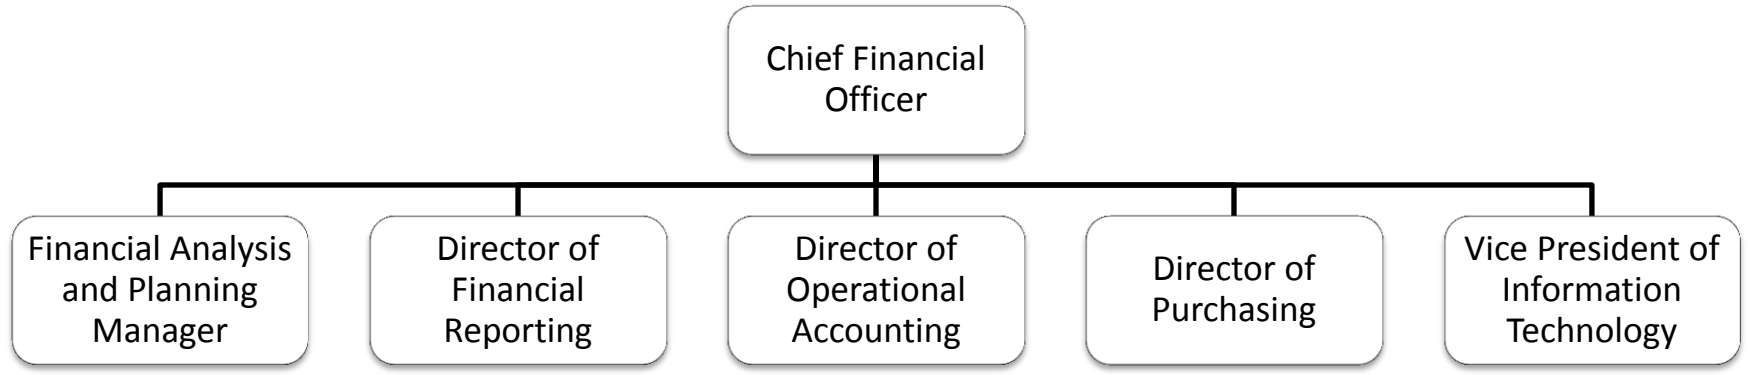 Chief Financial
Officer
Financial Analysis
and Planning
Manager
Director of
Financial
Reporting
Director of
Operational
Accounting
Director of
Purchasing
Vice President of
Information
Technology